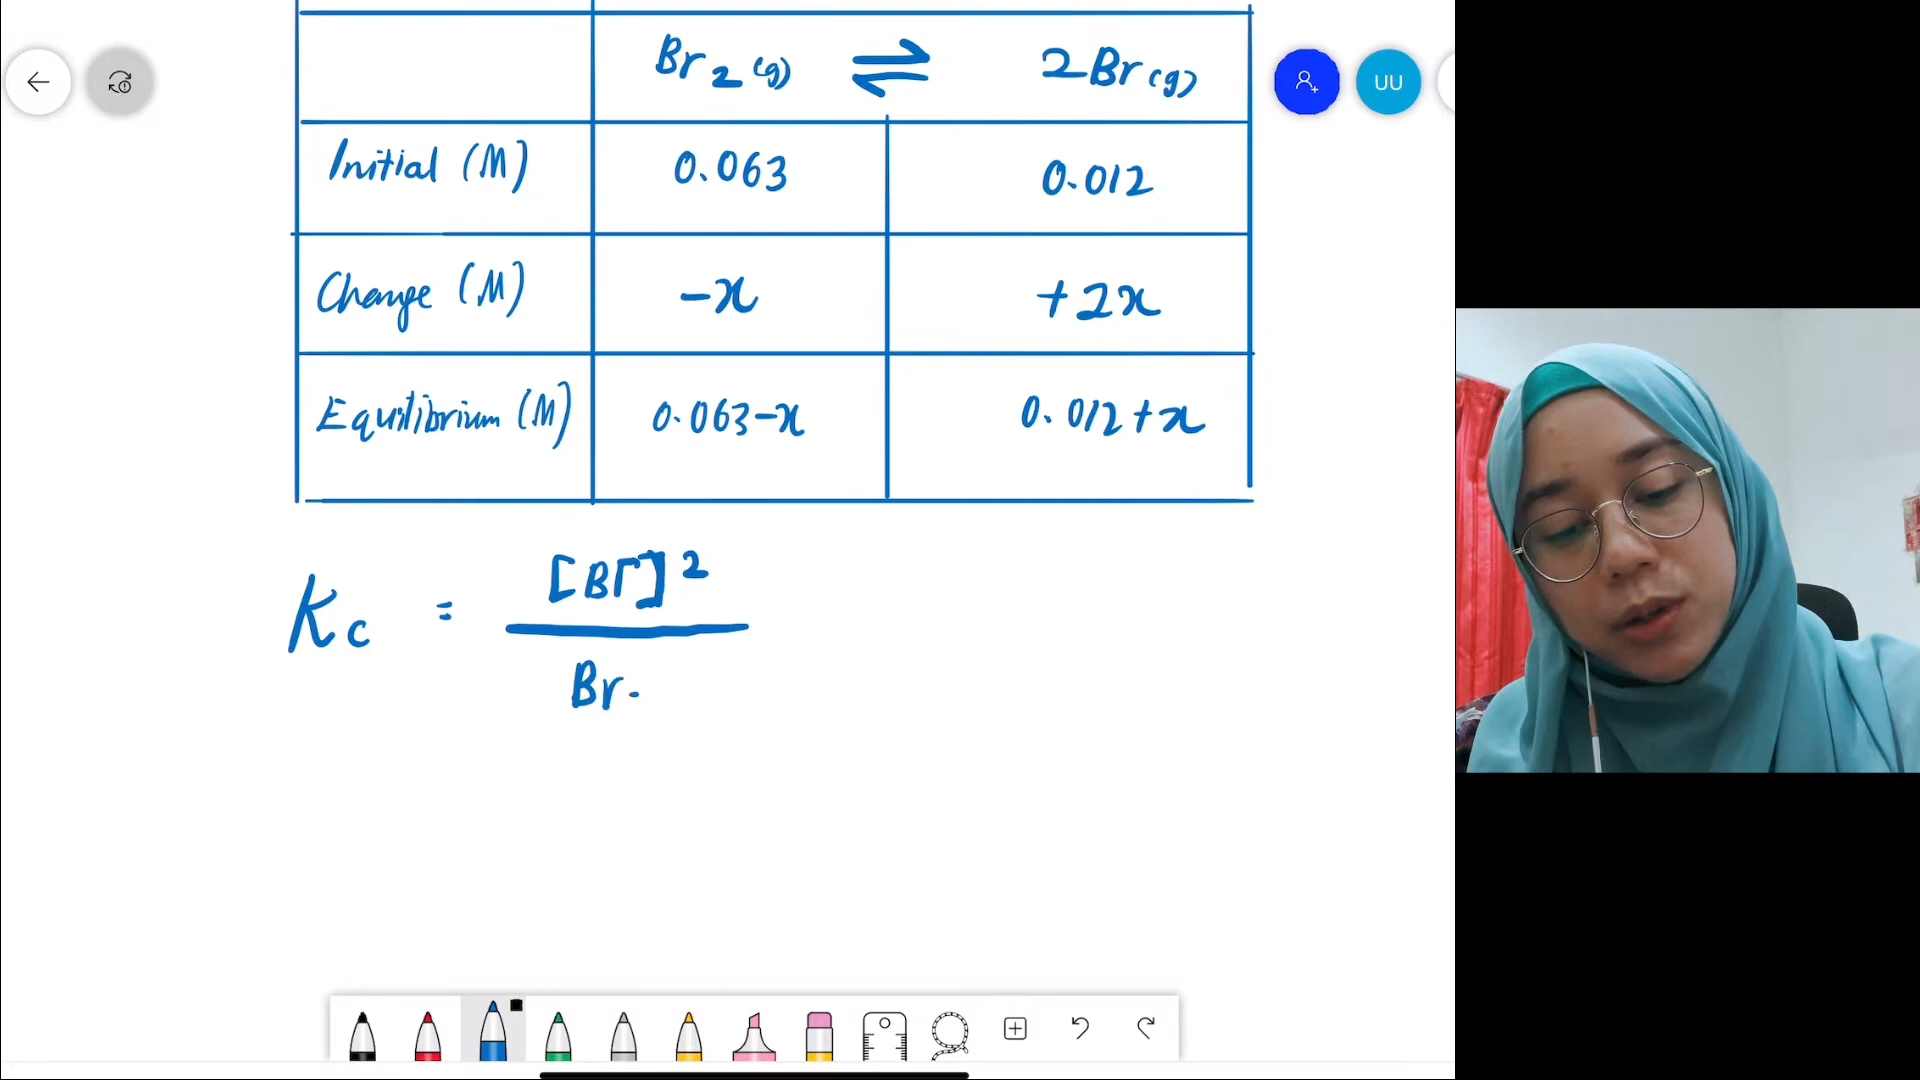 Br2(g) ⇌ 2Br(g)
Initial (M) 0.063 0.012
Change (M) -x +2x
Equilibrium (M) 0.063-x 0.012+x
Kc = [Br]²
Br
UU